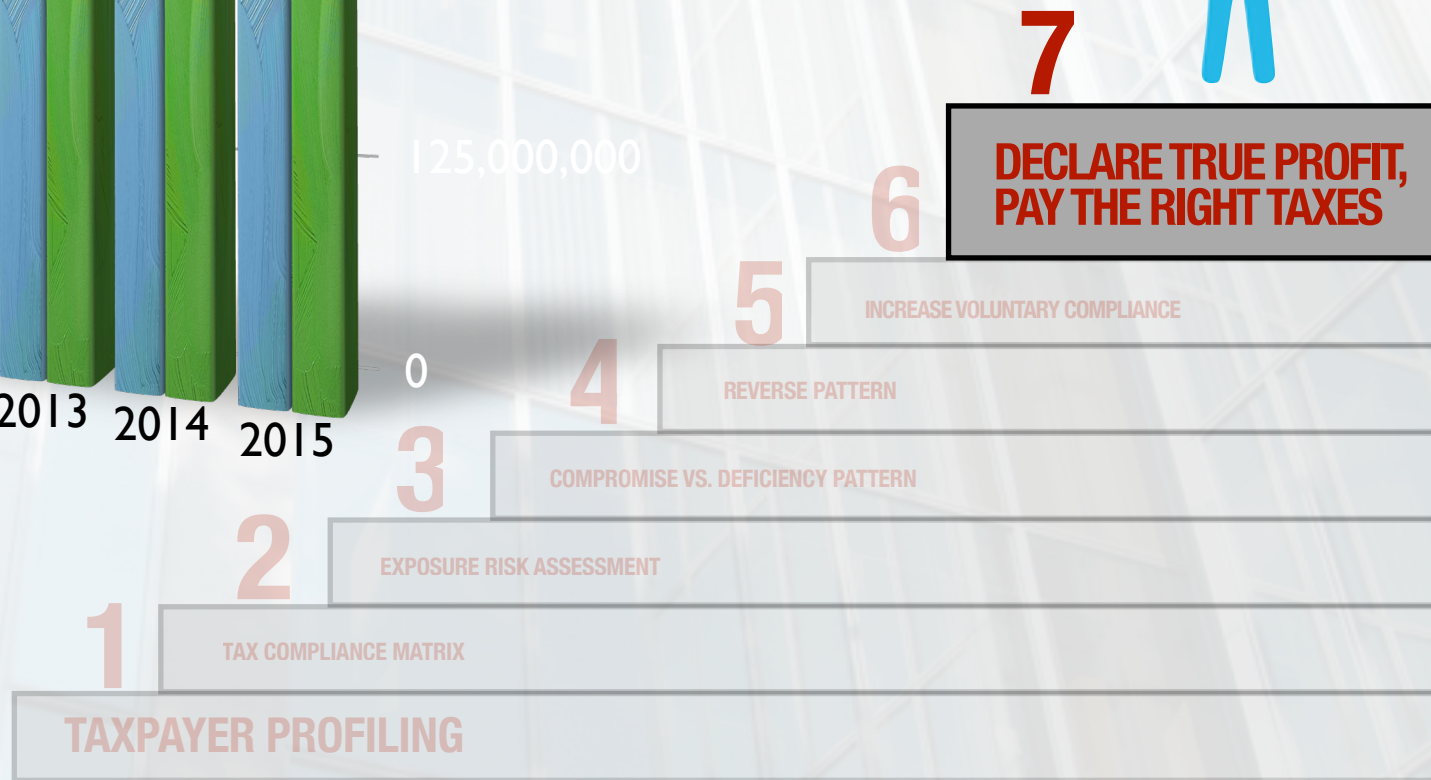 7
DECLARE TRUE PROFIT,
PAY THE RIGHT TAXES
125,000,000
6
INCREASE VOLUNTARY COMPLIANCE
5
REVERSE PATTERN
0
4
COMPROMISE VS. DEFICIENCY PATTERN
2013 2014 2015
3
EXPOSURE RISK ASSESSMENT
2
TAX COMPLIANCE MATRIX
1
TAXPAYER PROFILING